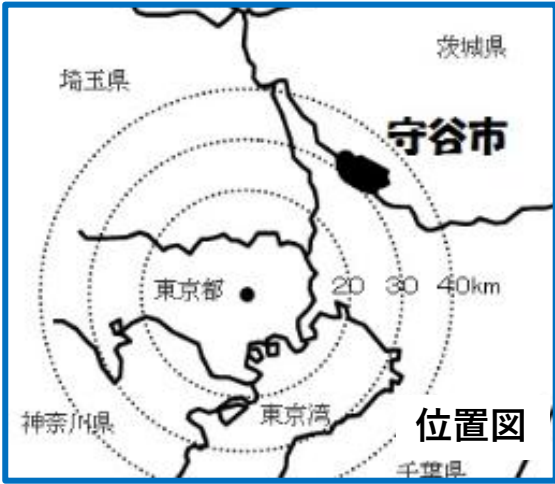 茨城県
埼玉県
守谷市
東京都
20 30 40km
神奈川県
東京湾
位置図
千葉県